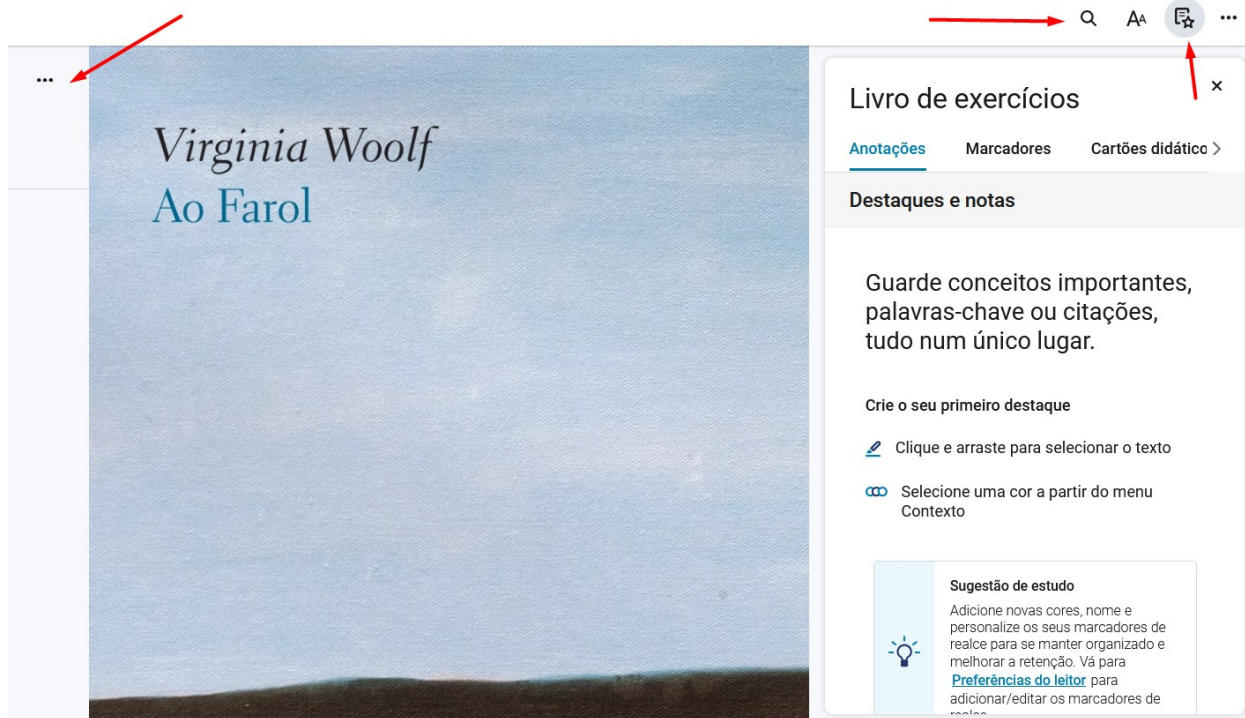 AA
Virginia Woolf
Ao Farol
Livro de exercícios
Anotações Marcadores Cartões didático
Destaques e notas
Guarde conceitos importantes,
palavras-chave ou citações,
tudo num único lugar.
Crie o seu primeiro destaque
Clique e arraste para selecionar o texto
Selecione uma cor a partir do menu
Contexto
Sugestão de estudo
Adicione novas cores, nome e
personalize os seus marcadores de
realce para se manter organizado e
melhorar a retenção. Vá para
Preferências do leitor para
adicionar/editar os marcadores de